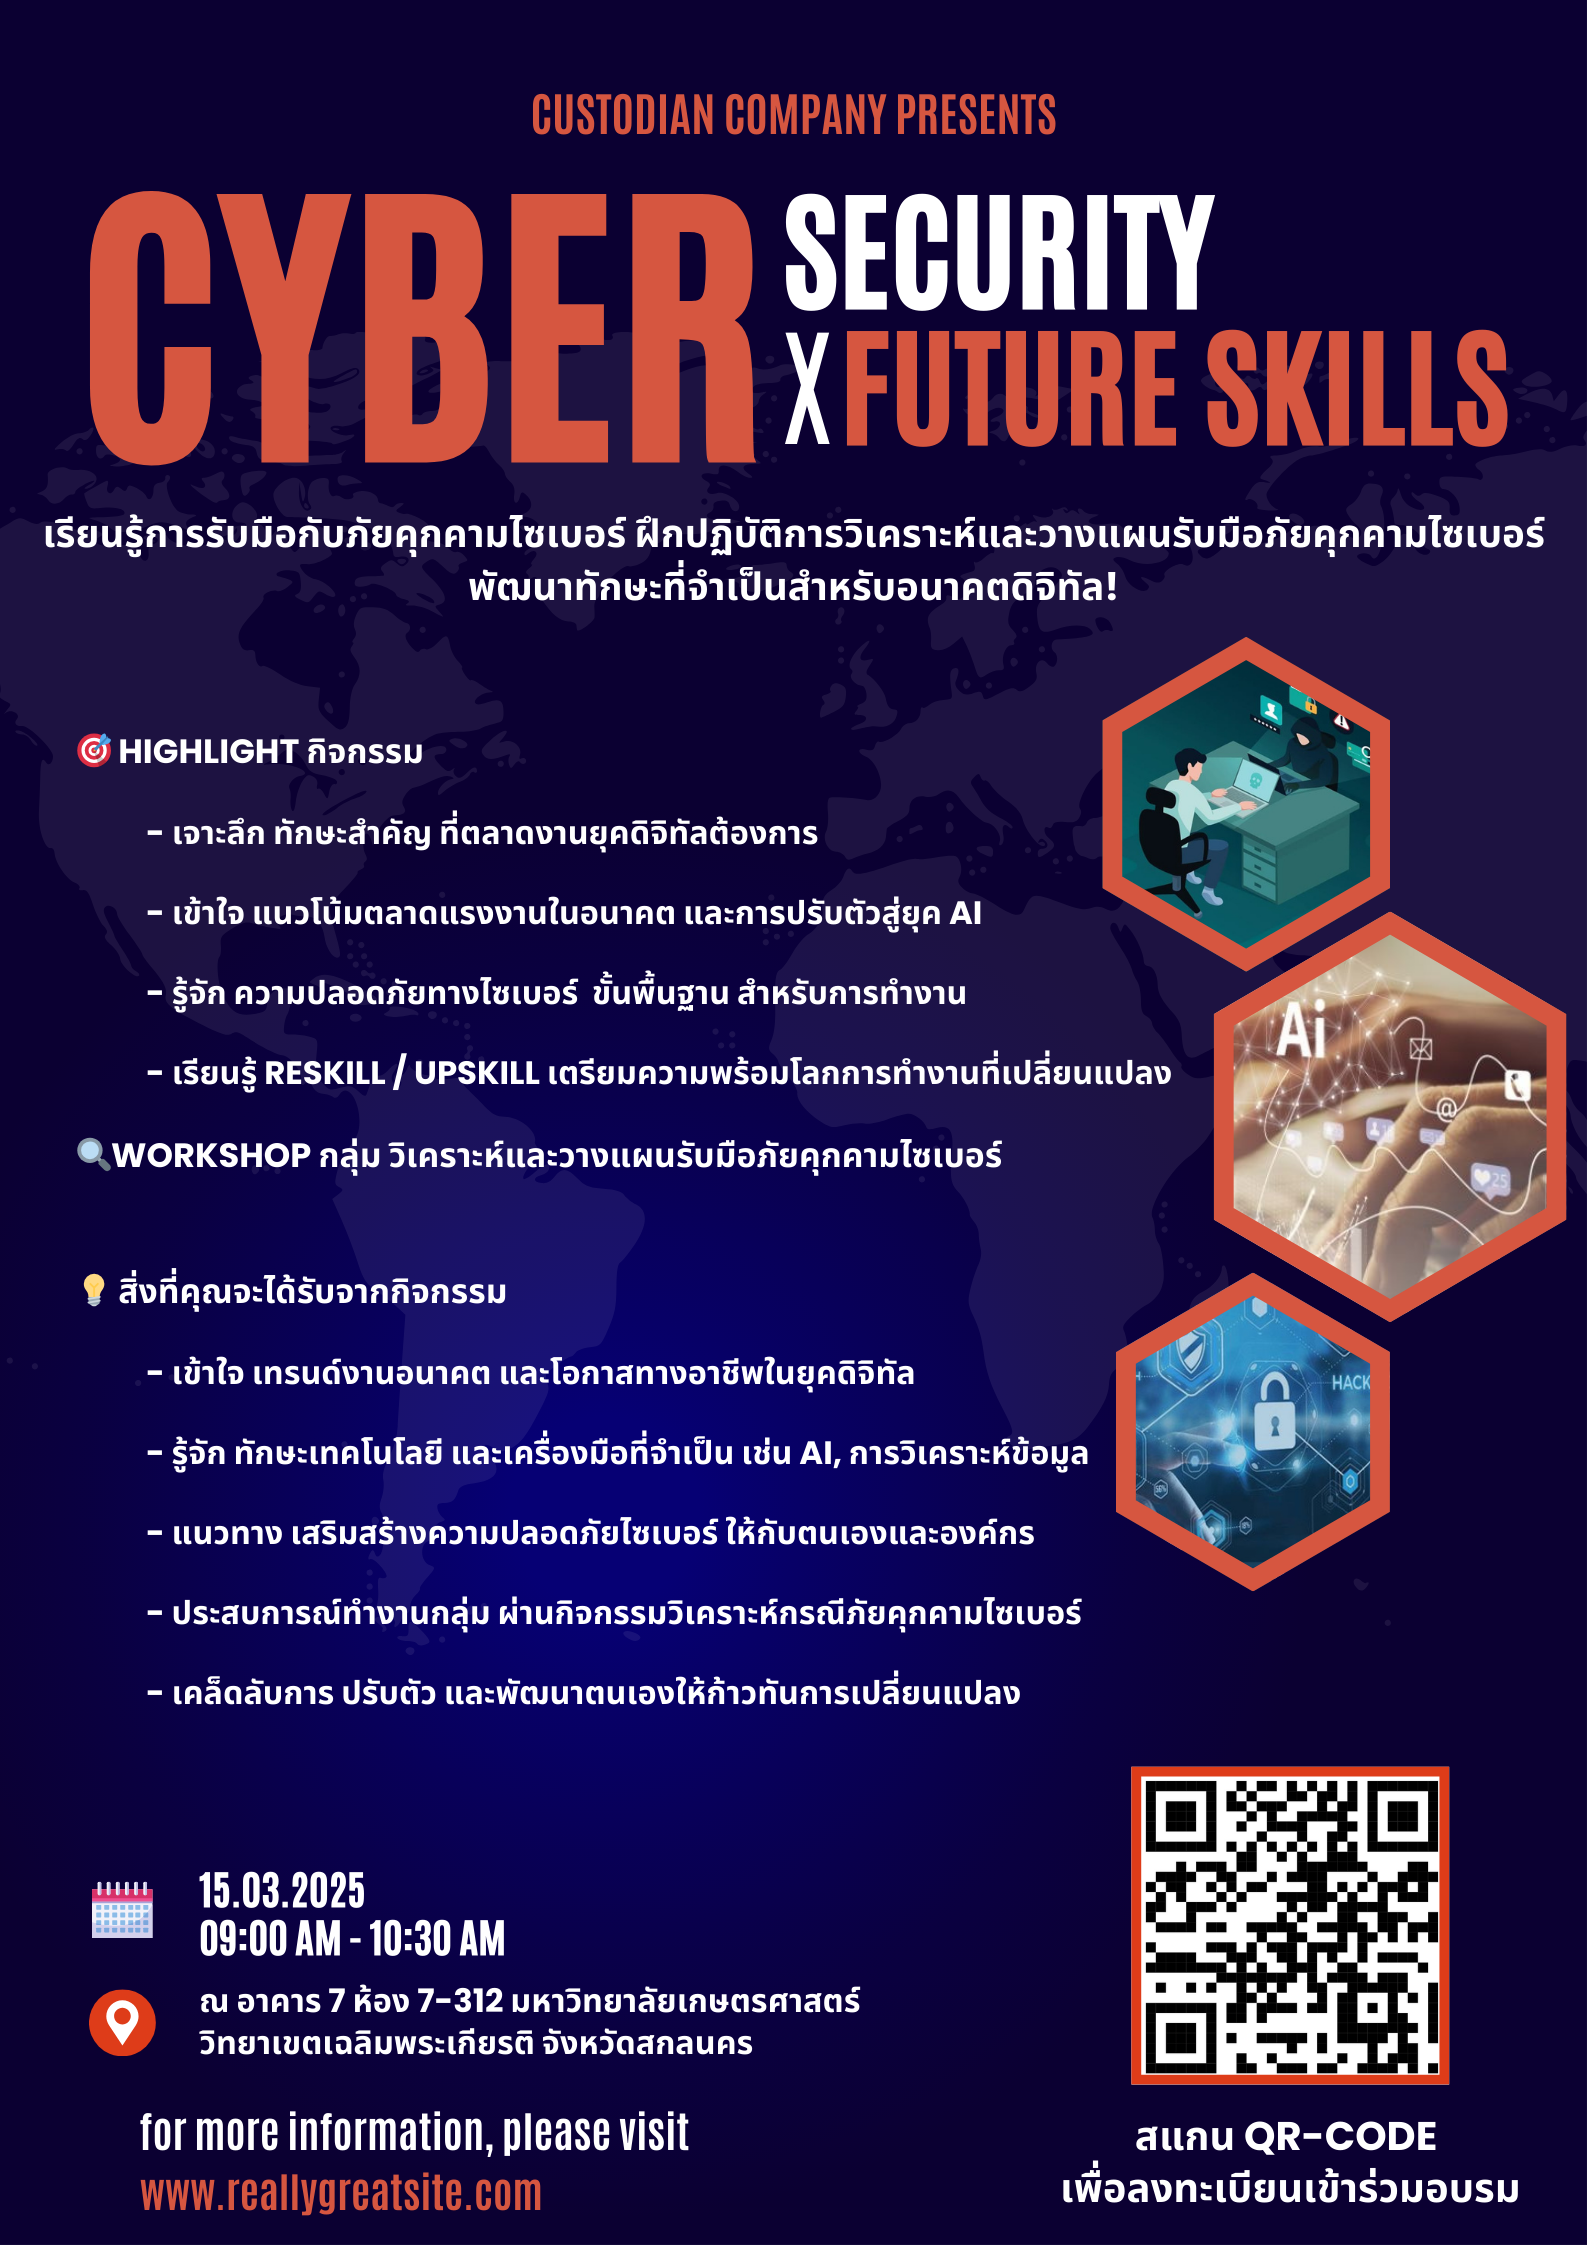 CUSTODIAN COMPANY PRESENTS
CYBER
SECURITY
X FUTURE SKILLS
เรียนรู้การรับมือกับภัยคุกคามไซเบอร์ ฝึกปฏิบัติการวิเคราะห์และวางแผนรับมือภัยคุกคามไซเบอร์
พัฒนาทักษะที่จำเป็นสำหรับอนาคตดิจิทัล!
🎯 HIGHLIGHT กิจกรรม
- เจาะลึก ทักษะสำคัญ ที่ตลาดงานยุคดิจิทัลต้องการ
- เข้าใจ แนวโน้มตลาดแรงงานในอนาคต และการปรับตัวสู่ยุค AI
- รู้จัก ความปลอดภัยทางไซเบอร์ ขั้นพื้นฐาน สำหรับการทำงาน
- เรียนรู้ RESKILL / UPSKILL เตรียมความพร้อมโลกการทำงานที่เปลี่ยนแปลง
🔍WORKSHOP กลุ่ม วิเคราะห์และวางแผนรับมือภัยคุกคามไซเบอร์
Ai
@
25
💡 สิ่งที่คุณจะได้รับจากกิจกรรม
- เข้าใจ เทรนด์งานอนาคต และโอกาสทางอาชีพในยุคดิจิทัล
HACK
- รู้จัก ทักษะเทคโนโลยี และเครื่องมือที่จำเป็น เช่น AI, การวิเคราะห์ข้อมูล
- แนวทาง เสริมสร้างความปลอดภัยไซเบอร์ ให้กับตนเองและองค์กร
- ประสบการณ์ทำงานกลุ่ม ผ่านกิจกรรมวิเคราะห์กรณีภัยคุกคามไซเบอร์
- เคล็ดลับการ ปรับตัว และพัฒนาตนเองให้ก้าวทันการเปลี่ยนแปลง
15.03.2025
09:00 AM - 10:30 AM
ณ อาคาร 7 ห้อง 7-312 มหาวิทยาลัยเกษตรศาสตร์
วิทยาเขตเฉลิมพระเกียรติ จังหวัดสกลนคร
for more information, please visit
www.reallygreatsite.com
สแกน QR-CODE
เพื่อลงทะเบียนเข้าร่วมอบรม